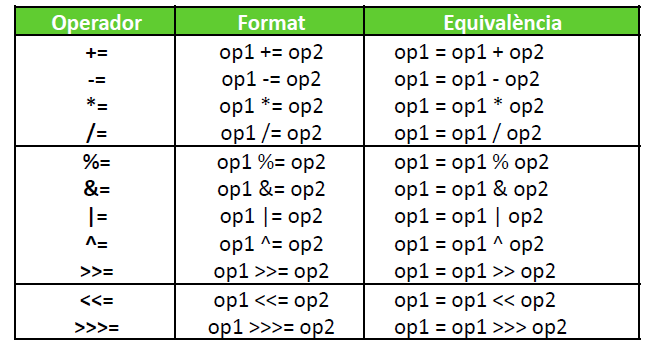 Operador Format Equivalència
+= op1 += op2 op1 = op1 + op2
-= op1 -= op2 op1 = op1 - op2
*= op1 *= op2 op1 = op1 * op2
/= op1 /= op2 op1 = op1 / op2
%= op1 %= op2 op1 = op1 % op2
&= op1 &= op2 op1 = op1 & op2
|= op1 |= op2 op1 = op1 | op2
^= op1 ^= op2 op1 = op1 ^ op2
>>= op1 >>= op2 op1 = op1 >> op2
<<= op1 <<= op2 op1 = op1 << op2
>>>= op1 >>>= op2 op1 = op1 >>> op2